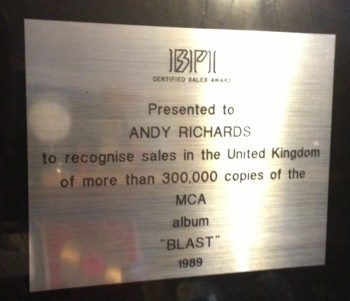 BPI
CERTIFIED SALES AWARD
Presented to
ANDY RICHARDS
to recognise sales in the United Kingdom
of more than 300,000 copies of the
MCA
album
"BLAST"
1989